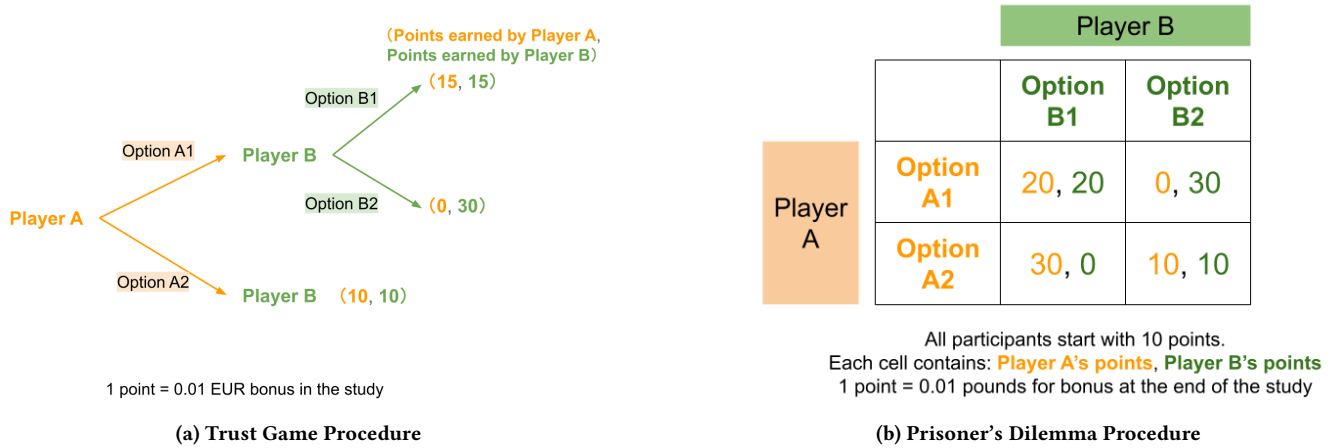 (Points earned by Player A,
Points earned by Player B)
(15, 15)
Option B1
Option A1
Player B
Option B2
(0, 30)
Player A
Option A2
Player B (10, 10)
1 point = 0.01 EUR bonus in the study
(a) Trust Game Procedure
Player B
Option
B1
Option
B2
Player
A
Option
A1
20, 20
0, 30
Option
A2
30, 0
10, 10
All participants start with 10 points.
Each cell contains: Player A's points, Player B's points
1 point = 0.01 pounds for bonus at the end of the study
(b) Prisoner's Dilemma Procedure